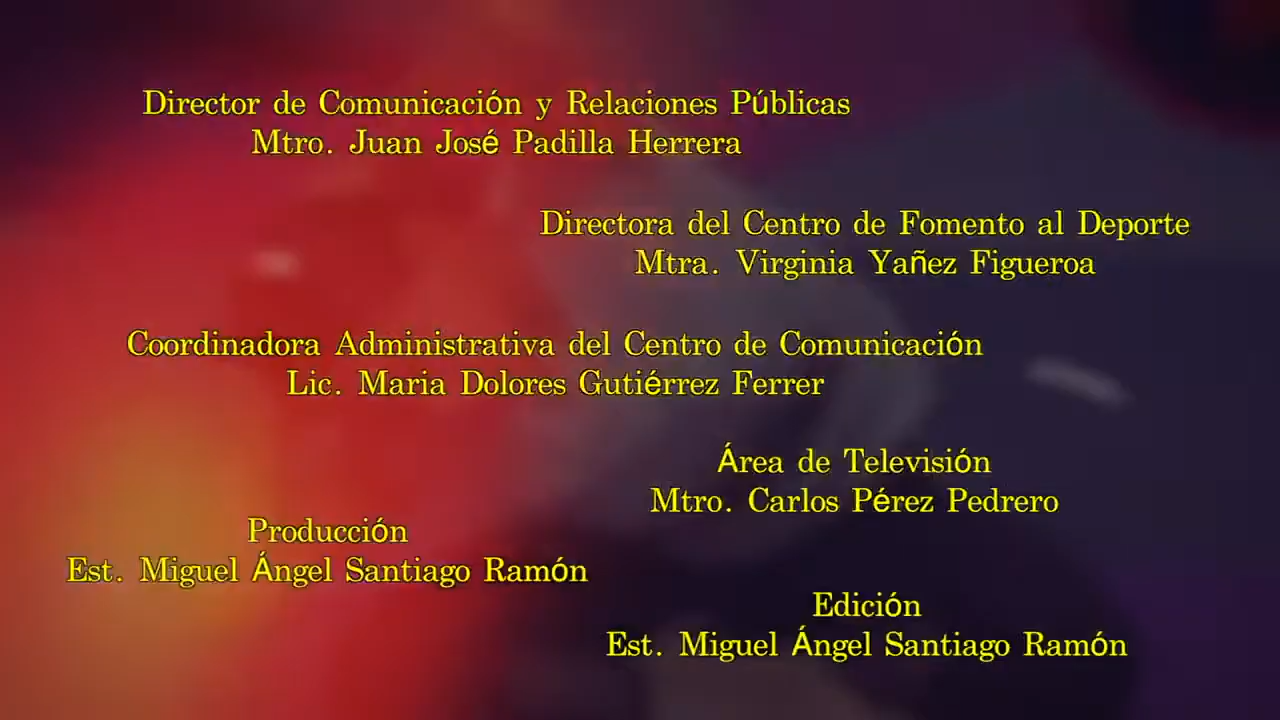 Director de Comunicación y Relaciones Públicas
Mtro. Juan José Padilla Herrera
Directora del Centro de Fomento al Deporte
Mtra. Virginia Yañez Figueroa
Coordinadora Administrativa del Centro de Comunicación
Lic. Maria Dolores Gutiérrez Ferrer
Área de Televisión
Mtro. Carlos Pérez Pedrero
Producción
Est. Miguel Ángel Santiago Ramón
Edición
Est. Miguel Ángel Santiago Ramón